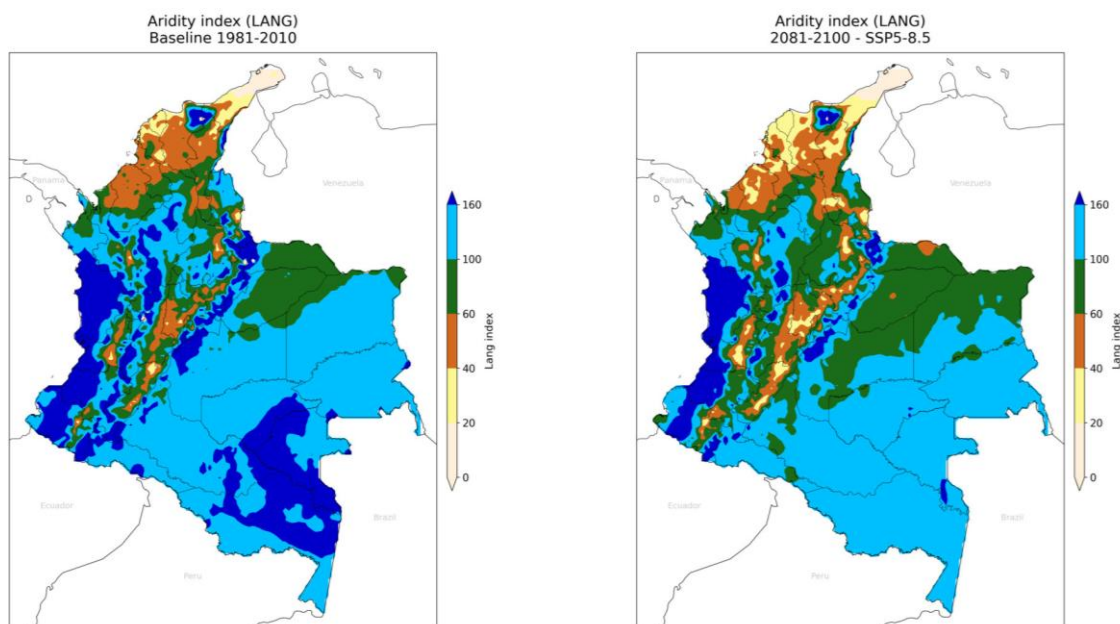 Aridity index (LANG)
Baseline 1981-2010
Panama
Venezuela
Ecuador
Brazil
Peru
160
100
60
40
20
0
Lang index
Aridity index (LANG)
2081-2100 - SSP5-8.5
Panama
Venezuela
Ecuador
Brazil
Peru
160
100
60
40
20
0
Lang index